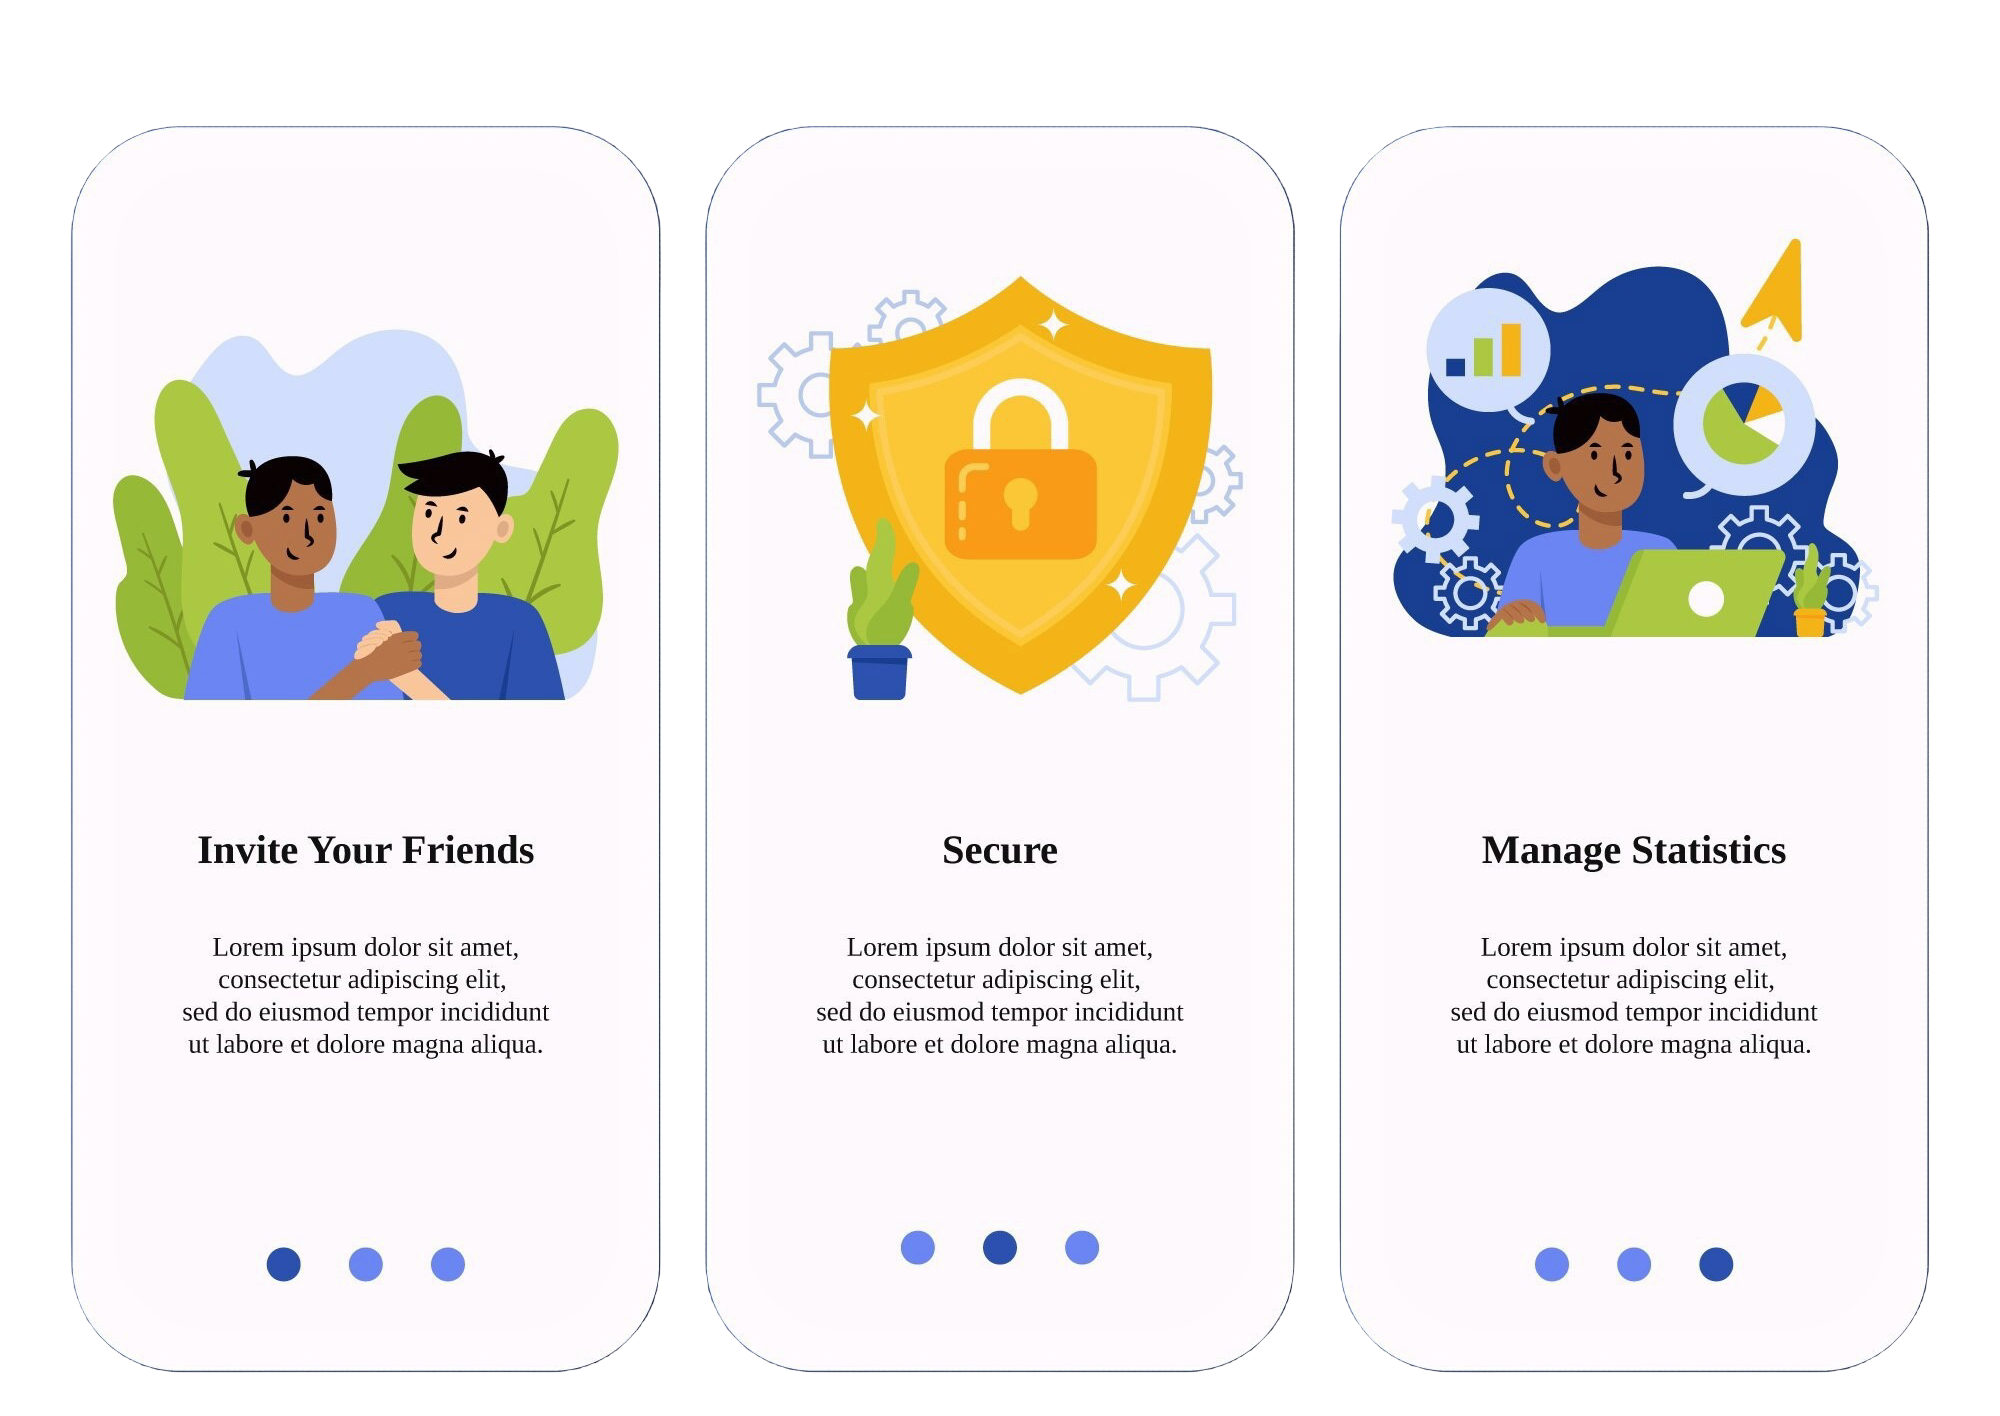 Invite Your Friends
Lorem ipsum dolor sit amet,
consectetur adipiscing elit,
sed do eiusmod tempor incididunt
ut labore et dolore magna aliqua.
Secure
Lorem ipsum dolor sit amet,
consectetur adipiscing elit,
sed do eiusmod tempor incididunt
ut labore et dolore magna aliqua.
Manage Statistics
Lorem ipsum dolor sit amet,
consectetur adipiscing elit,
sed do eiusmod tempor incididunt
ut labore et dolore magna aliqua.